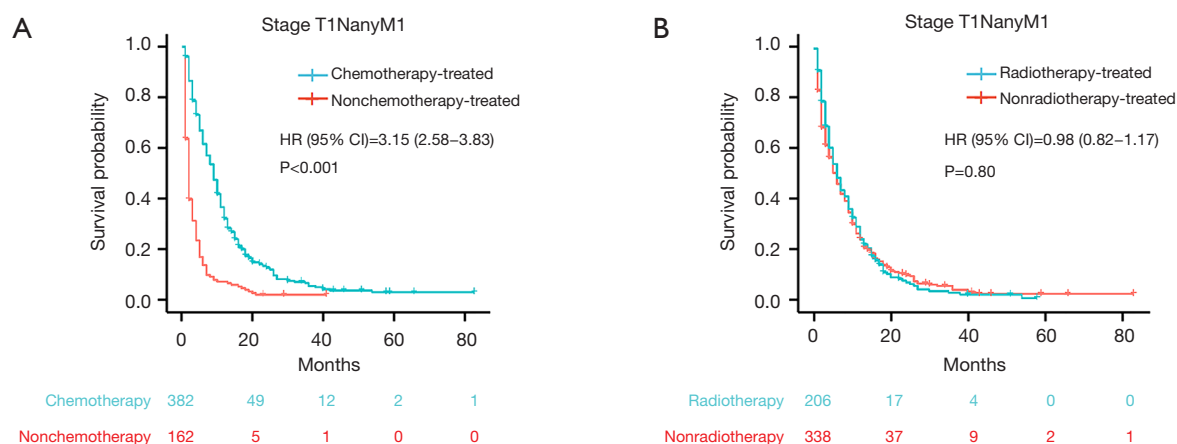 A
Stage T1NanyM1
Survival probability
1.0
0.8
0.6
0.4
0.2
0.0
Chemotherapy-treated
Nonchemotherapy-treated
HR (95% CI)=3.15 (2.58–3.83)
P<0.001
0 20 40 60 80
Months
Chemotherapy 382 49 12 2 1
Nonchemotherapy 162 5 1 0 0
B
Stage T1NanyM1
Survival probability
1.0
0.8
0.6
0.4
0.2
0.0
Radiotherapy-treated
Nonradiotherapy-treated
HR (95% CI)=0.98 (0.82–1.17)
P=0.80
0 20 40 60 80
Months
Radiotherapy 206 17 4 0 0
Nonradiotherapy 338 37 9 2 1